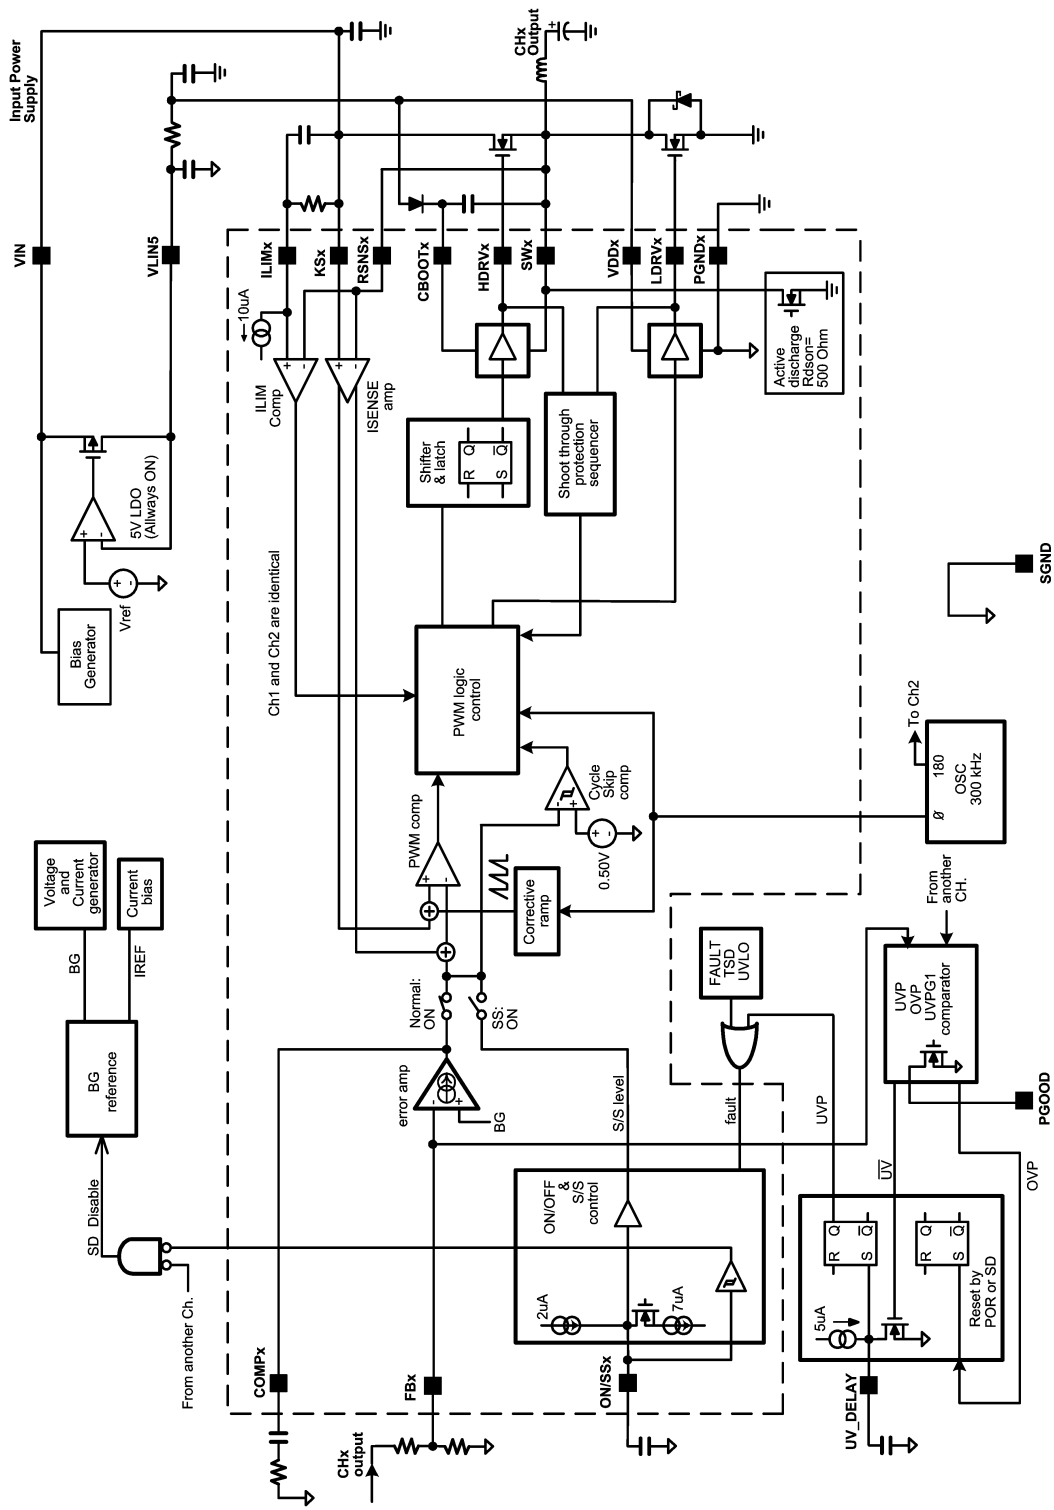 Input Power
Supply
VIN
VLIN5
5V LDO
(Allways ON)
+
-
Vref
+
-
Bias
Generator
Voltage
and
Current
generator
Current
bias
BG
IREF
BG
reference
SD Disable
From another Ch.
CHx
Output
+
ILIMx
KSx
RSNSx
CBOOTx
HDRVx
SWx
VDDx
LDRVx
PGNDx
10uA
+
-
ILIM
Comp
+
-
ISENSE
amp
Shifter
& latch
R
Q
S
Q
Shoot through
protection
sequencer
Active
discharge
Rdson=
500 Ohm
Ch1 and Ch2 are identical
PWM logic
control
PWM comp
+
-
Cycle
Skip
comp
-
+
0.50V
+
-
Corrective
ramp
Normal:
ON
SS:
ON
error amp
-
+
BG
S/S level
fault
FAULT
TSD
UVLO
UVP
ON/OFF
&
S/S
control
2uA
7uA
COMPx
FBx
ON/SSx
CHx
output
SGND
To Ch2
Ø
180
OSC
300 kHz
From
another
CH.
UVP
OVP
UVPG1
comparator
PGOOD
UV
OVP
R
Q
S
Q
R
Q
S
Q
5uA
Reset by
POR or SD
UV_DELAY